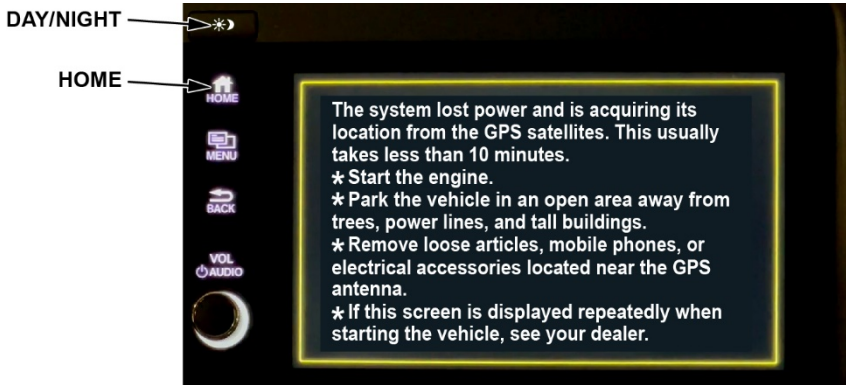 DAY/NIGHT
HOME
HOME
MENU
BACK
VOL
AUDIO
The system lost power and is acquiring its
location from the GPS satellites. This usually
takes less than 10 minutes.
* Start the engine.
* Park the vehicle in an open area away from
trees, power lines, and tall buildings.
* Remove loose articles, mobile phones, or
electrical accessories located near the GPS
antenna.
* If this screen is displayed repeatedly when
starting the vehicle, see your dealer.